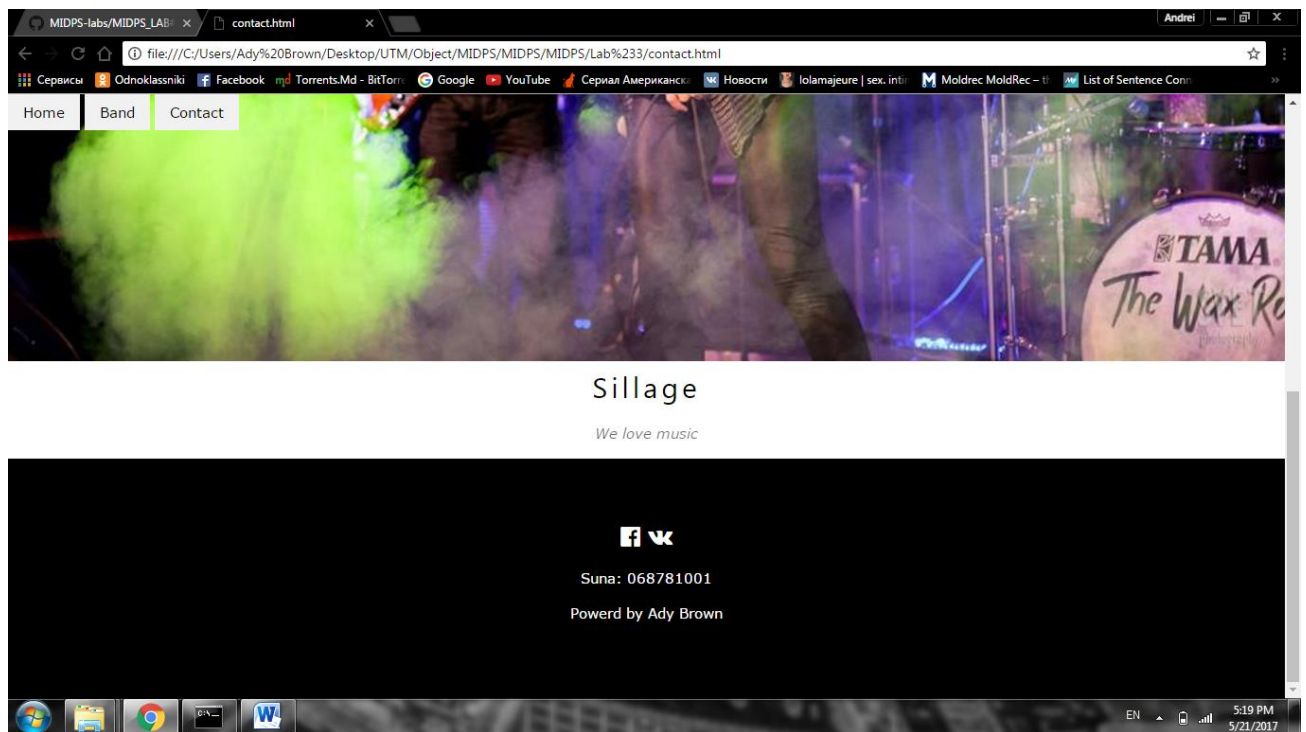 MIDPS-labs/MIDPS_LAB
contact.html
Andrei
file:///C:/Users/Ady%20Brown/Desktop/UTM/Object/MIDPS/MIDPS/MIDPS/Lab%233/contact.html
Сервисы Odnoklassniki Facebook md Torrents.Md - BitTorr Google YouTube Сериал Американска Новости lolamajeure | sex. inti Moldrec MoldRec – th List of Sentence Conn
Home Band Contact
TAMA
The Wax Ro
Sillage
We love music
Suna: 068781001
Powerd by Ady Brown
EN 5:19 PM
5/21/2017